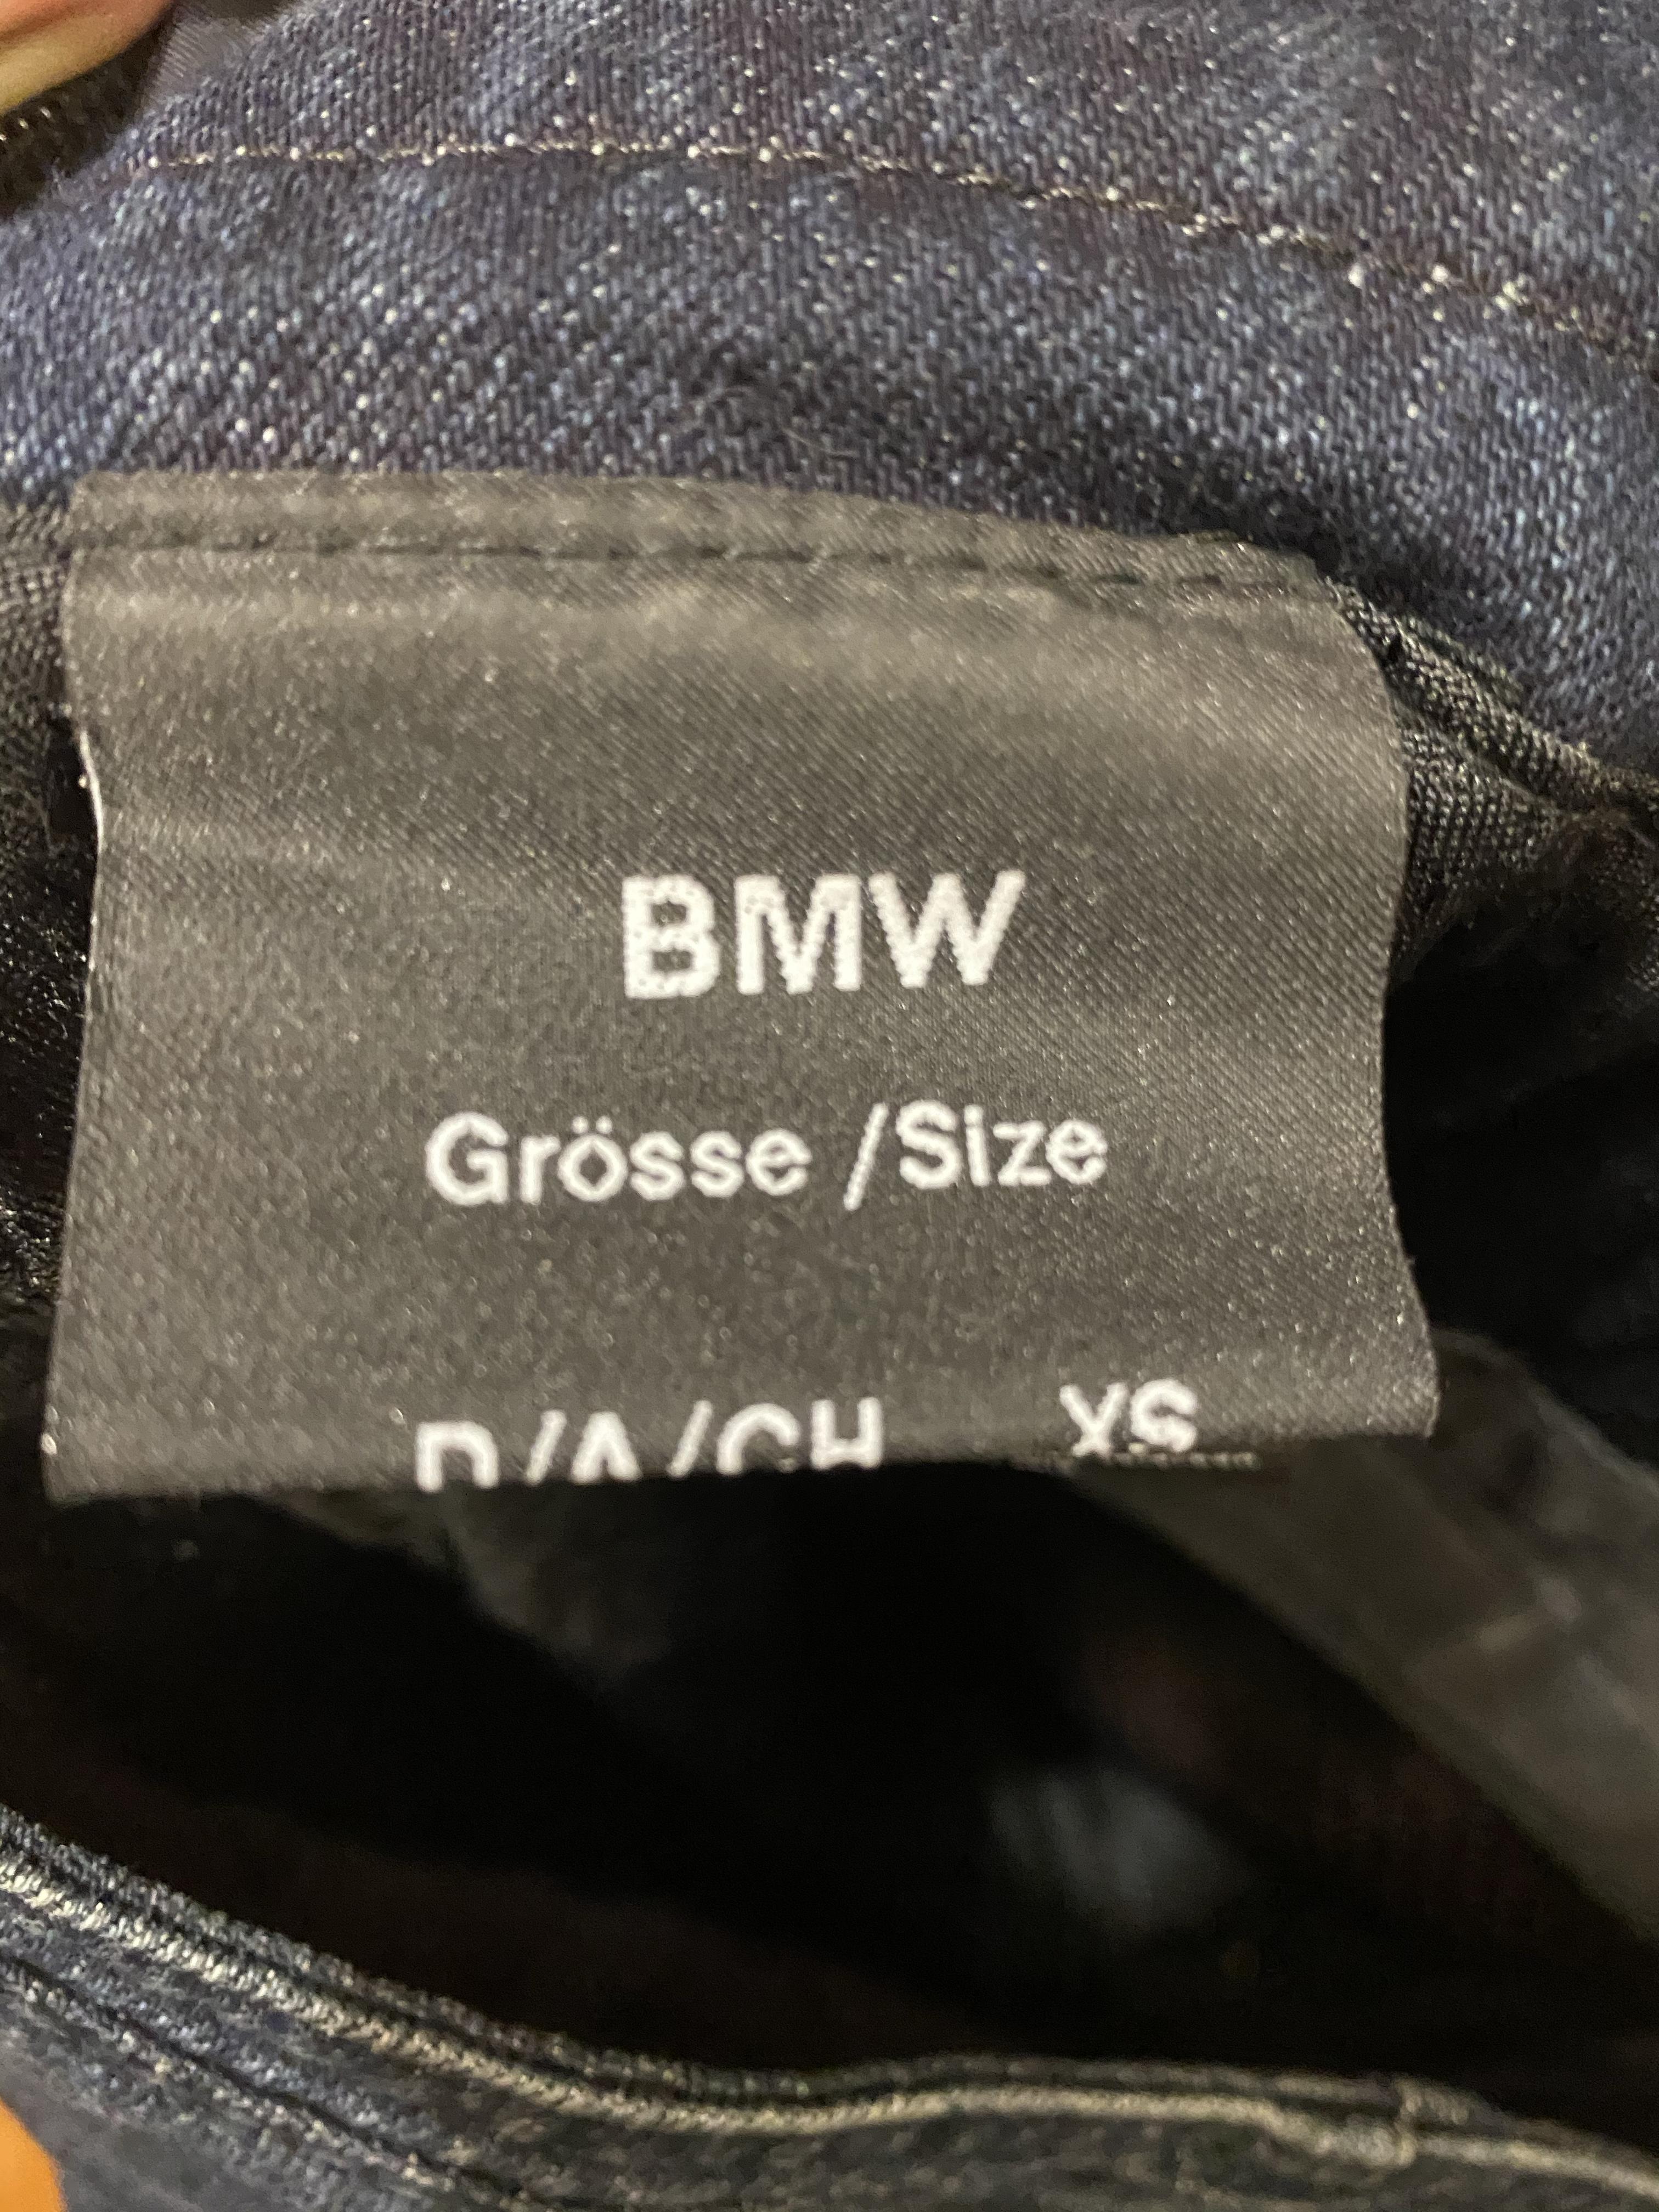 BMW
Grösse /Size
D/A/CH XS